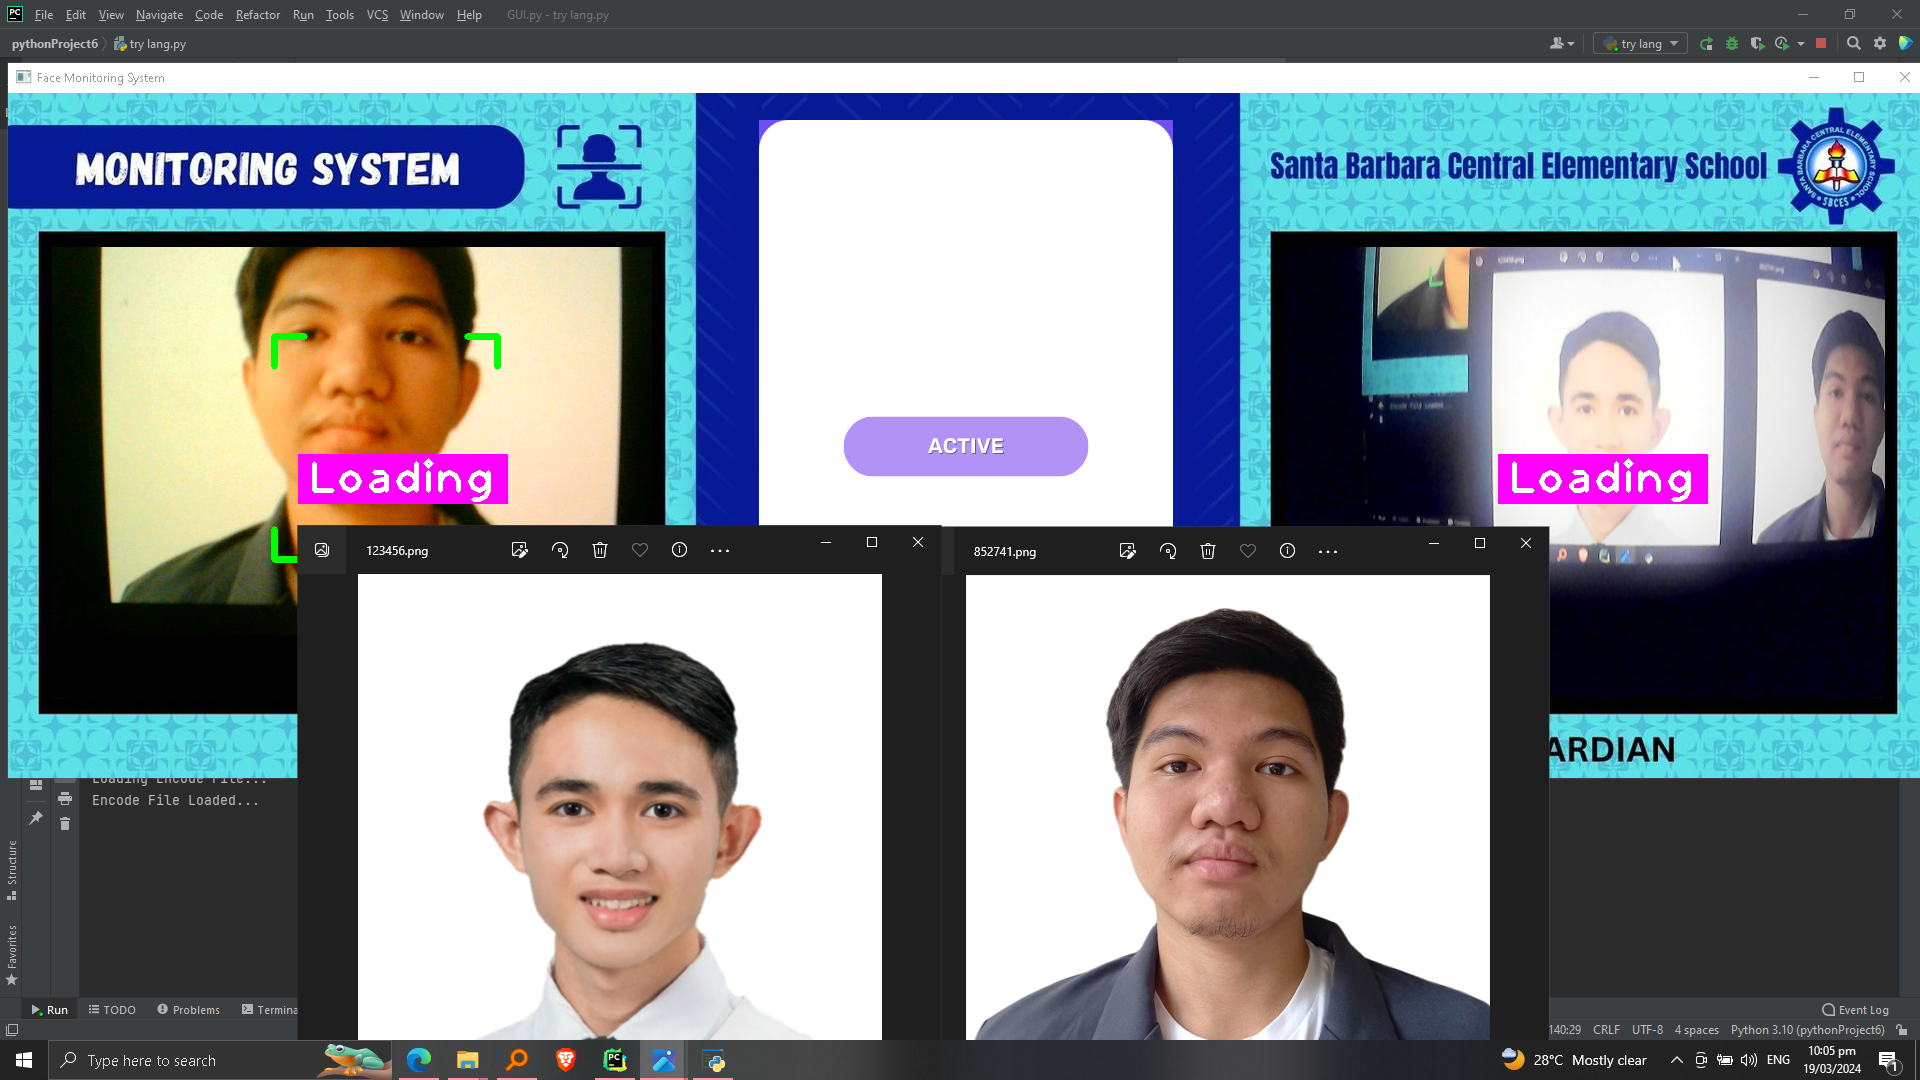 PC File Edit View Navigate Code Refactor Run Tools VCS Window Help GUI.py - try lang.py
pythonProject6 try lang.py
try lang
Face Monitoring System
MONITORING SYSTEM
Santa Barbara Central Elementary School
SANTA BARBARA CENTRAL ELEMENTARY SCHOOL
SBCES
ACTIVE
Loading
Loading
123456.png
852741.png
ARDIAN
Loading Encode File...
Encode File Loaded...
Structure
Favorites
Run TODO Problems Termina
Event Log
140:29 CRLF UTF-8 4 spaces Python 3.10 (pythonProject6)
Type here to search
28°C Mostly clear
ENG
10:05 pm
19/03/2024
1